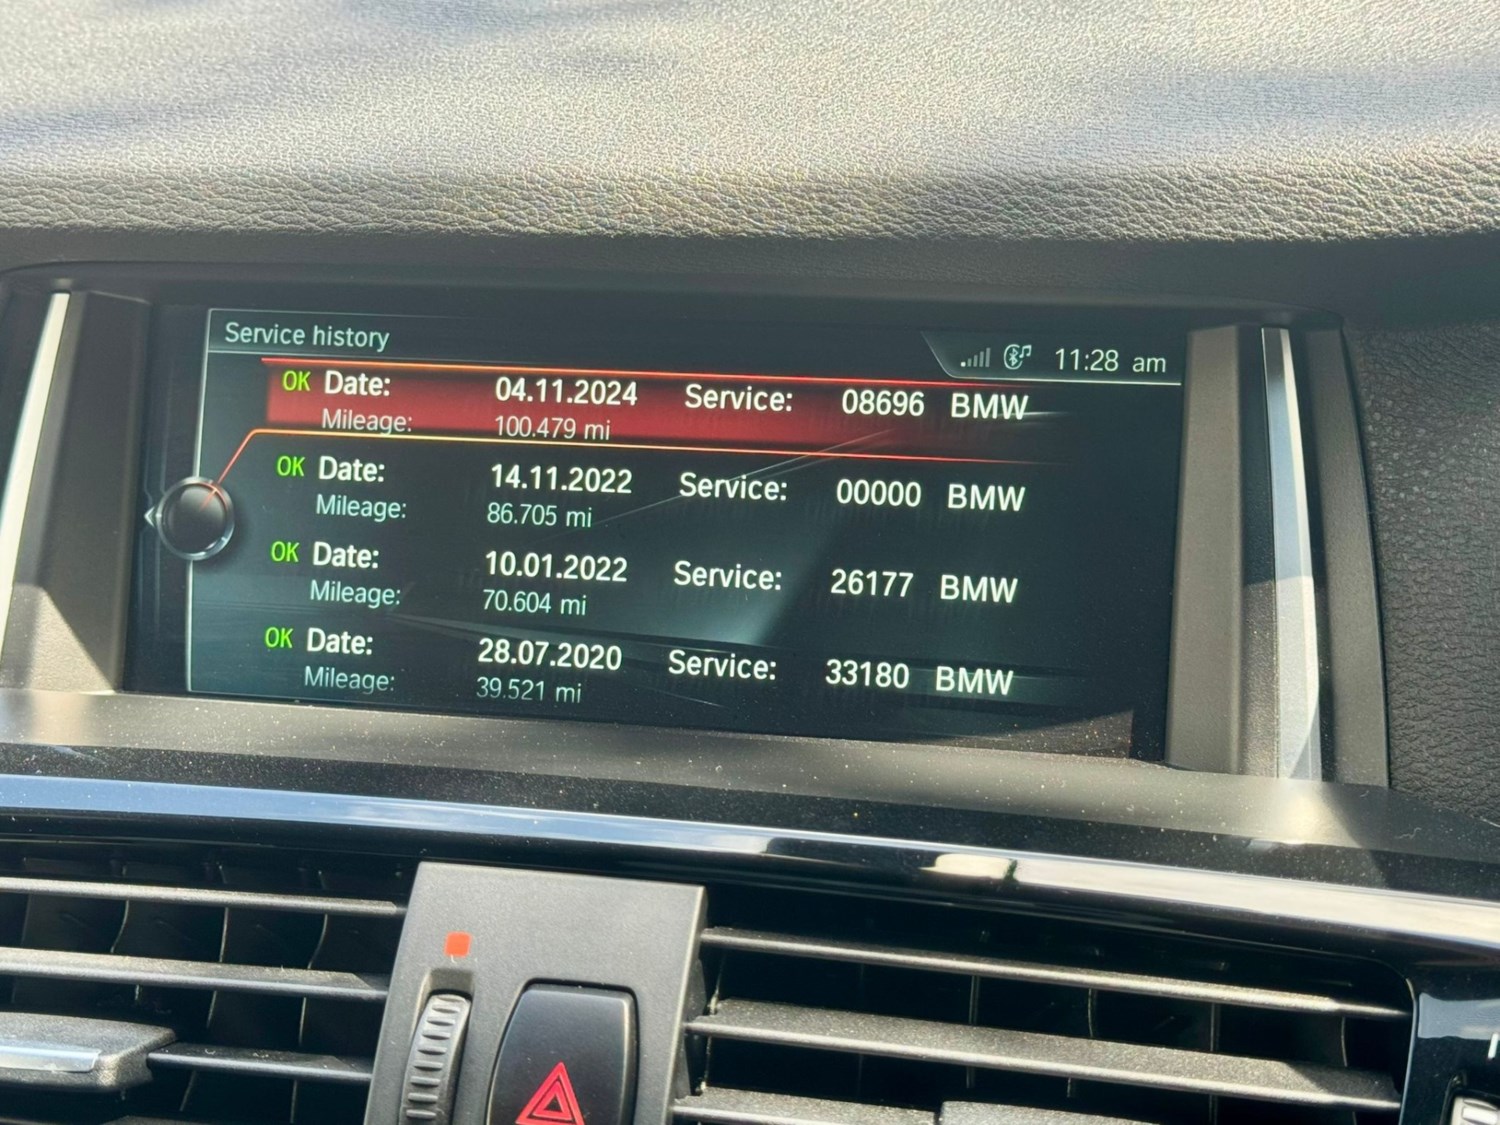 Service history
11:28 am
OK Date: 04.11.2024 Service: 08696 BMW
Mileage: 100.479 mi
OK Date: 14.11.2022 Service: 00000 BMW
Mileage: 86.705 mi
OK Date: 10.01.2022 Service: 26177 BMW
Mileage: 70.604 mi
OK Date: 28.07.2020 Service: 33180 BMW
Mileage: 39.521 mi